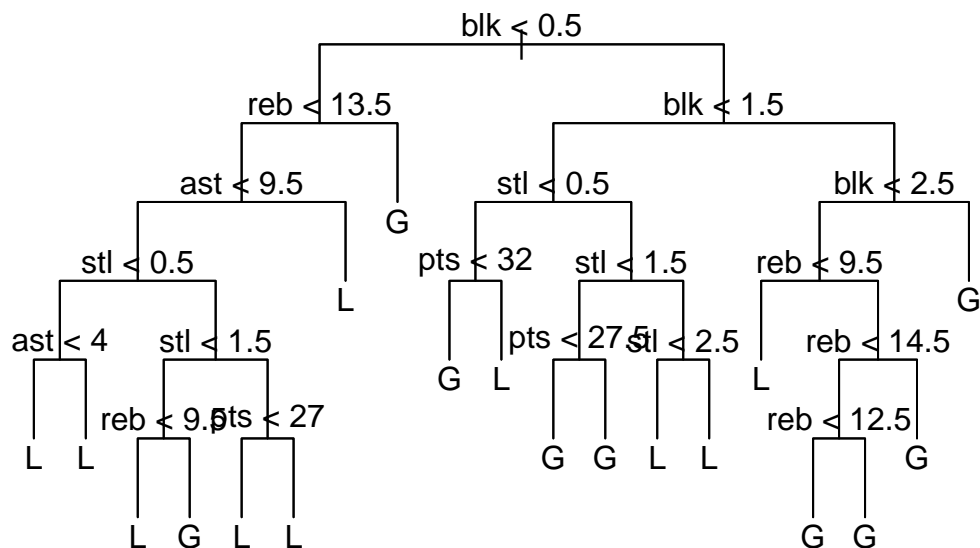 blk < 0.5
reb < 13.5
blk < 1.5
ast < 9.5
G
stl < 0.5
blk < 2.5
stl < 0.5
L
pts < 32
stl < 1.5
reb < 9.5
G
ast < 4
stl < 1.5
G
L
pts < 27.5
stl < 2.5
L
reb < 14.5
L
L
reb < 9.5
pts < 27
G
G
L
L
reb < 12.5
G
L
G
L
L
G
G